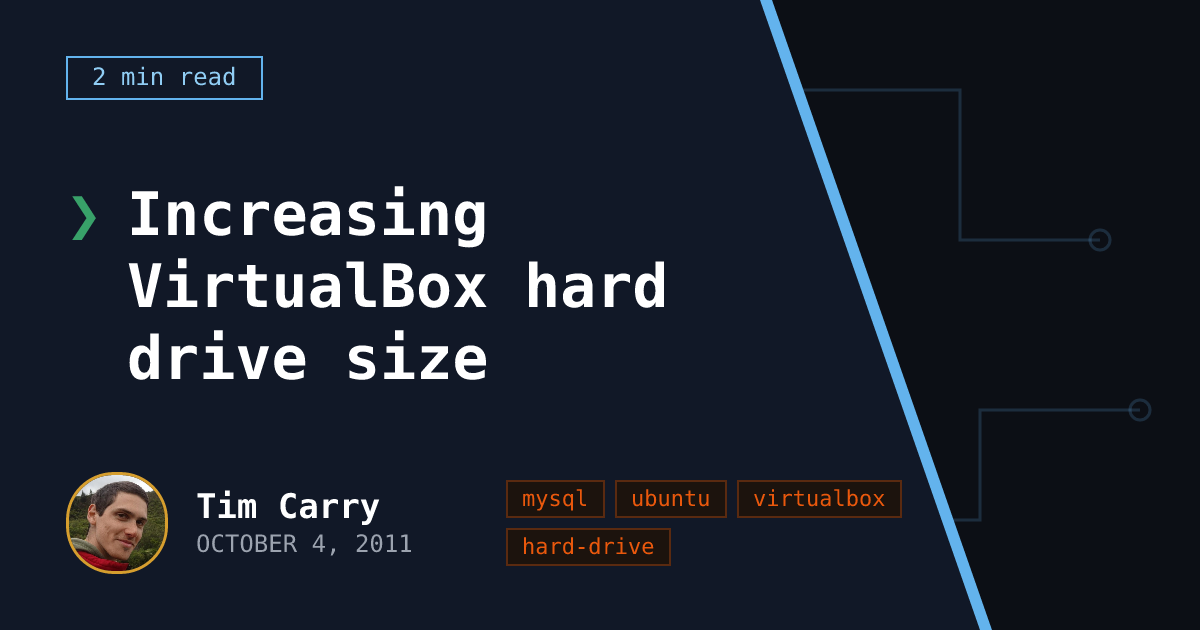 2 min read
❯ Increasing
VirtualBox hard
drive size
Tim Carry
OCTOBER 4, 2011
mysql ubuntu virtualbox
hard-drive